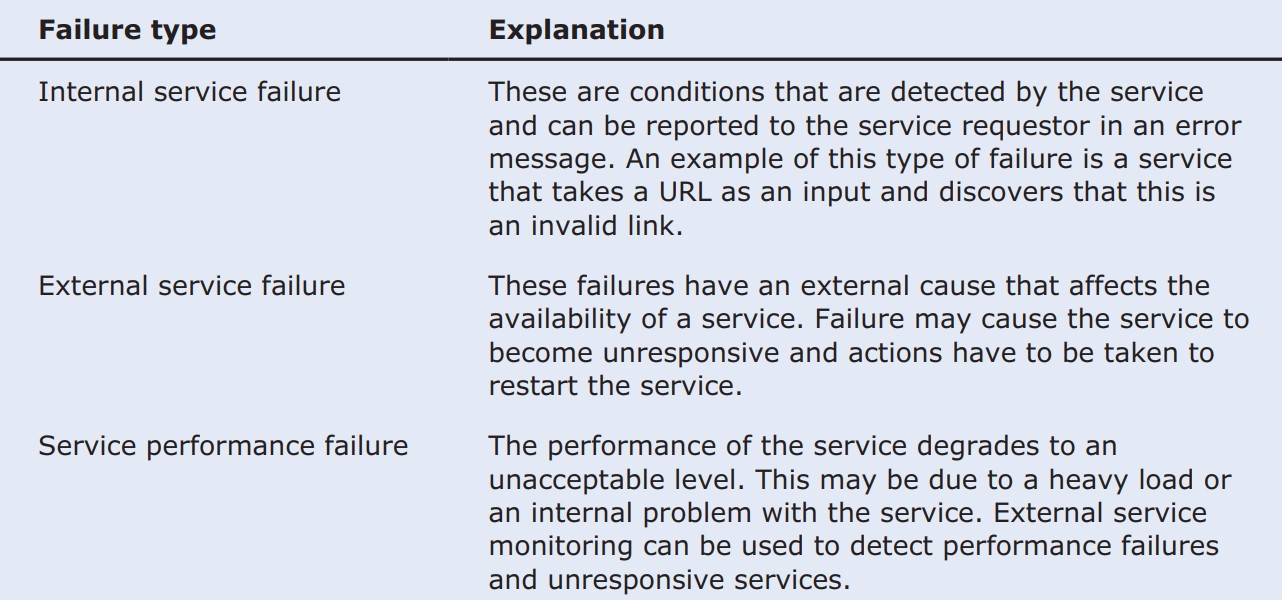 Failure type Explanation
Internal service failure These are conditions that are detected by the service
and can be reported to the service requestor in an error
message. An example of this type of failure is a service
that takes a URL as an input and discovers that this is
an invalid link.
External service failure These failures have an external cause that affects the
availability of a service. Failure may cause the service to
become unresponsive and actions have to be taken to
restart the service.
Service performance failure The performance of the service degrades to an
unacceptable level. This may be due to a heavy load or
an internal problem with the service. External service
monitoring can be used to detect performance failures
and unresponsive services.